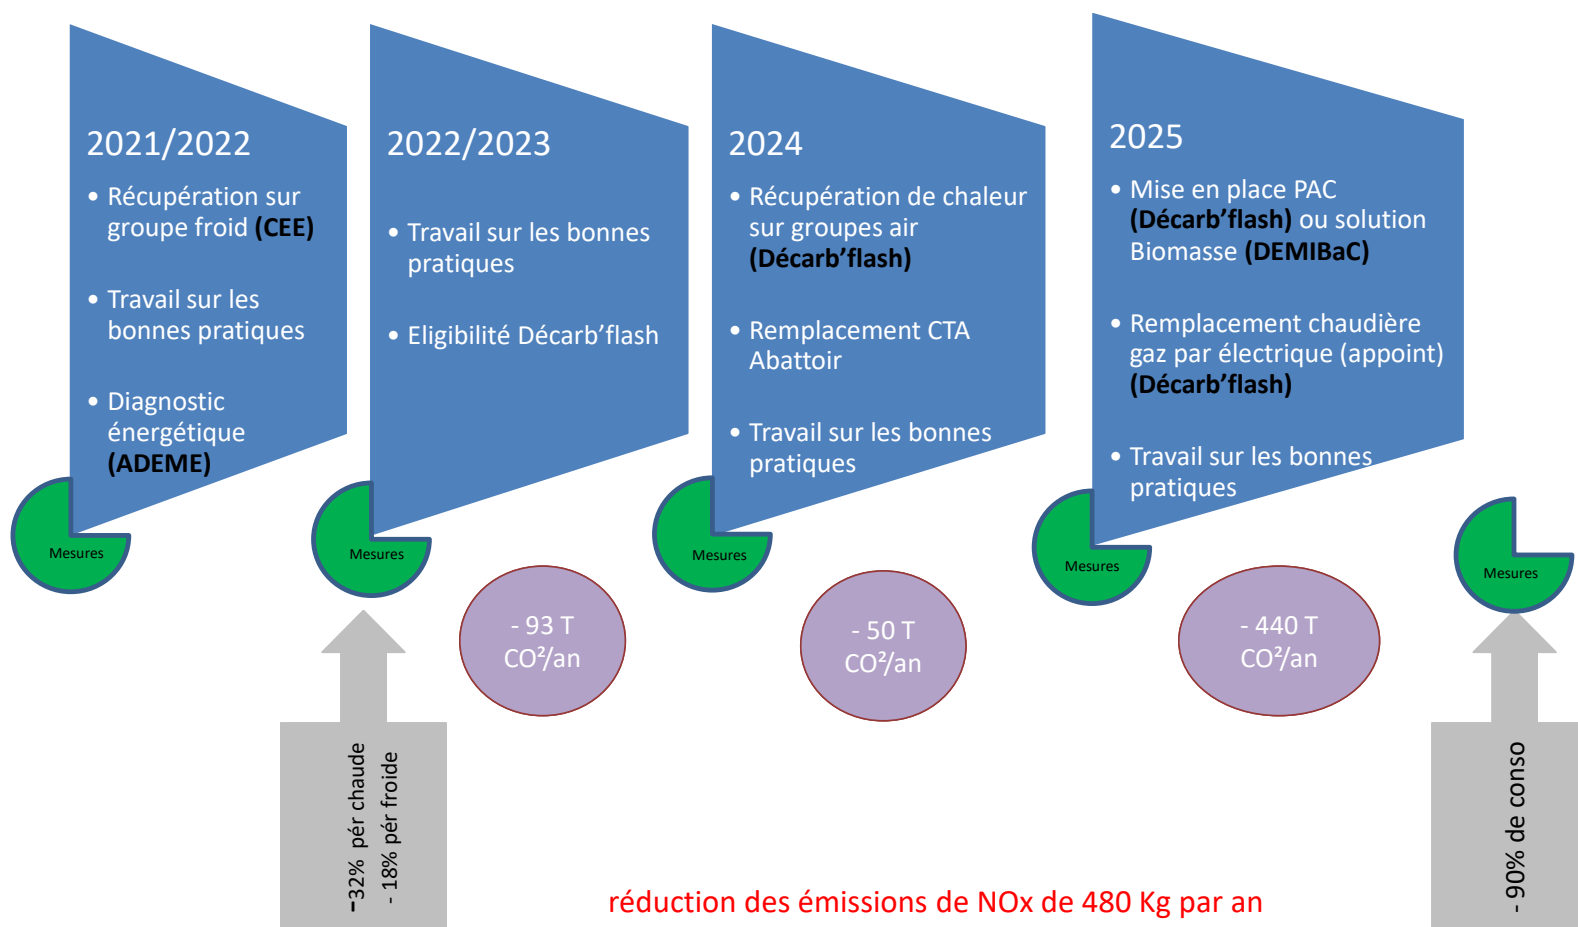 2021/2022
• Récupération sur
groupe froid (CEE)
• Travail sur les
bonnes pratiques
• Diagnostic
énergétique
(ADEME)
2022/2023
• Travail sur les bonnes
pratiques
• Eligibilité Décarb’flash
2024
• Récupération de chaleur
sur groupes air
(Décarb’flash)
• Remplacement CTA
Abattoir
• Travail sur les bonnes
pratiques
2025
• Mise en place PAC
(Décarb’flash) ou solution
Biomasse (DEMIBaC)
• Remplacement chaudière
gaz par électrique (appoint)
(Décarb’flash)
• Travail sur les bonnes
pratiques
Mesures
Mesures
Mesures
Mesures
Mesures
- 93 T
CO²/an
- 50 T
CO²/an
- 440 T
CO²/an
-32% pér chaude
- 18% pér froide
- 90% de conso
réduction des émissions de NOx de 480 Kg par an